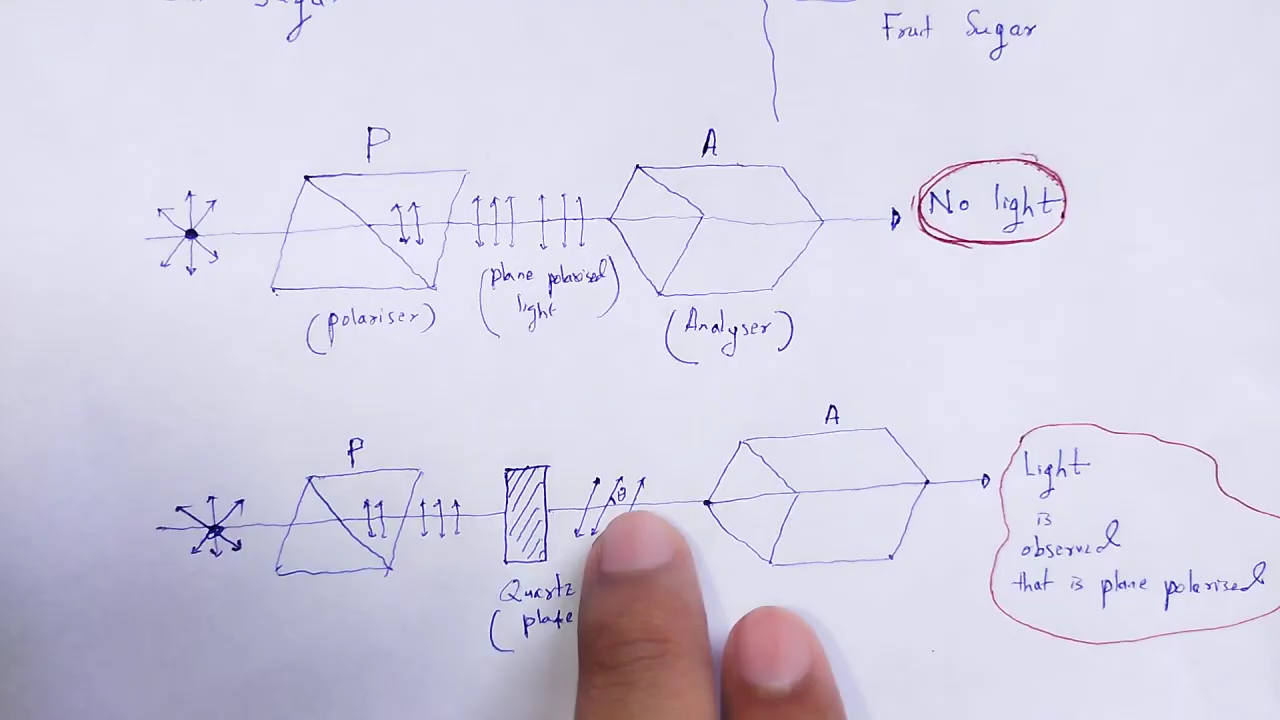 Fruit Sugar
P
A
No light
(plane polarised
light)
(polariser)
(Analyser)
A
P
Light
is
observed
that is plane polarised
θ
Quartz
(plate